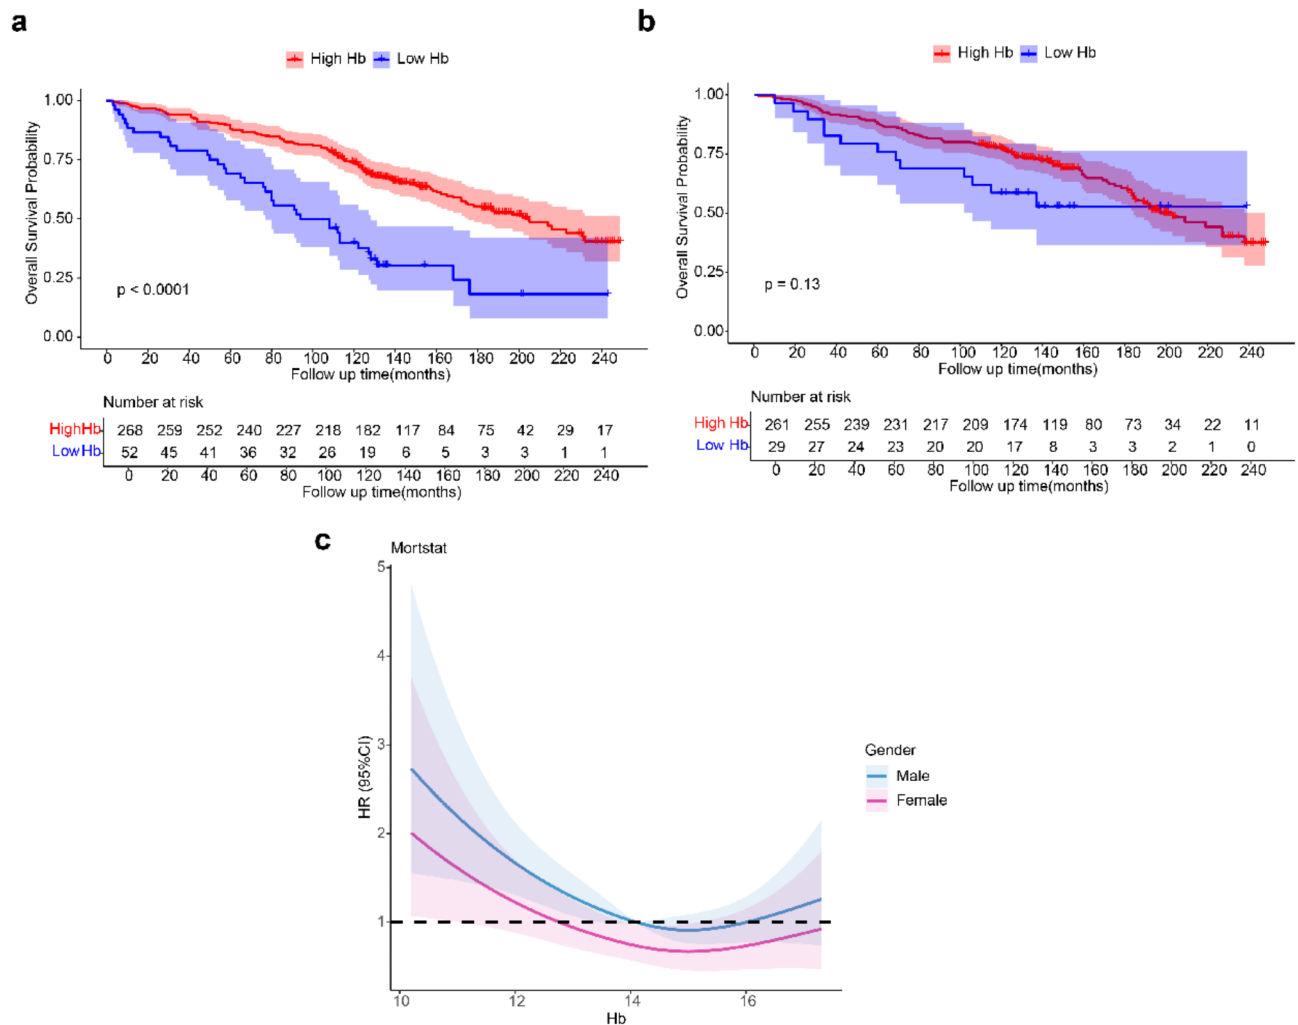 a
High Hb Low Hb
Overall Survival Probability
1.00
0.75
0.50
0.25
0.00
p < 0.0001
0 20 40 60 80 100 120 140 160 180 200 220 240
Follow up time(months)
Number at risk
HighHb 268 259 252 240 227 218 182 117 84 75 42 29 17
LowHb 52 45 41 36 32 26 19 6 5 3 3 1 1
0 20 40 60 80 100 120 140 160 180 200 220 240
Follow up time(months)
b
High Hb Low Hb
Overall Survival Probability
1.00
0.75
0.50
0.25
0.00
p = 0.13
0 20 40 60 80 100 120 140 160 180 200 220 240
Follow up time(months)
Number at risk
High Hb 261 255 239 231 217 209 174 119 80 73 34 22 11
Low Hb 29 27 24 23 20 20 17 8 3 3 2 1 0
0 20 40 60 80 100 120 140 160 180 200 220 240
Follow up time(months)
c
Mortstat
HR (95%CI)
5
4
3
2
1
10 12 14 16
Hb
Gender
Male
Female